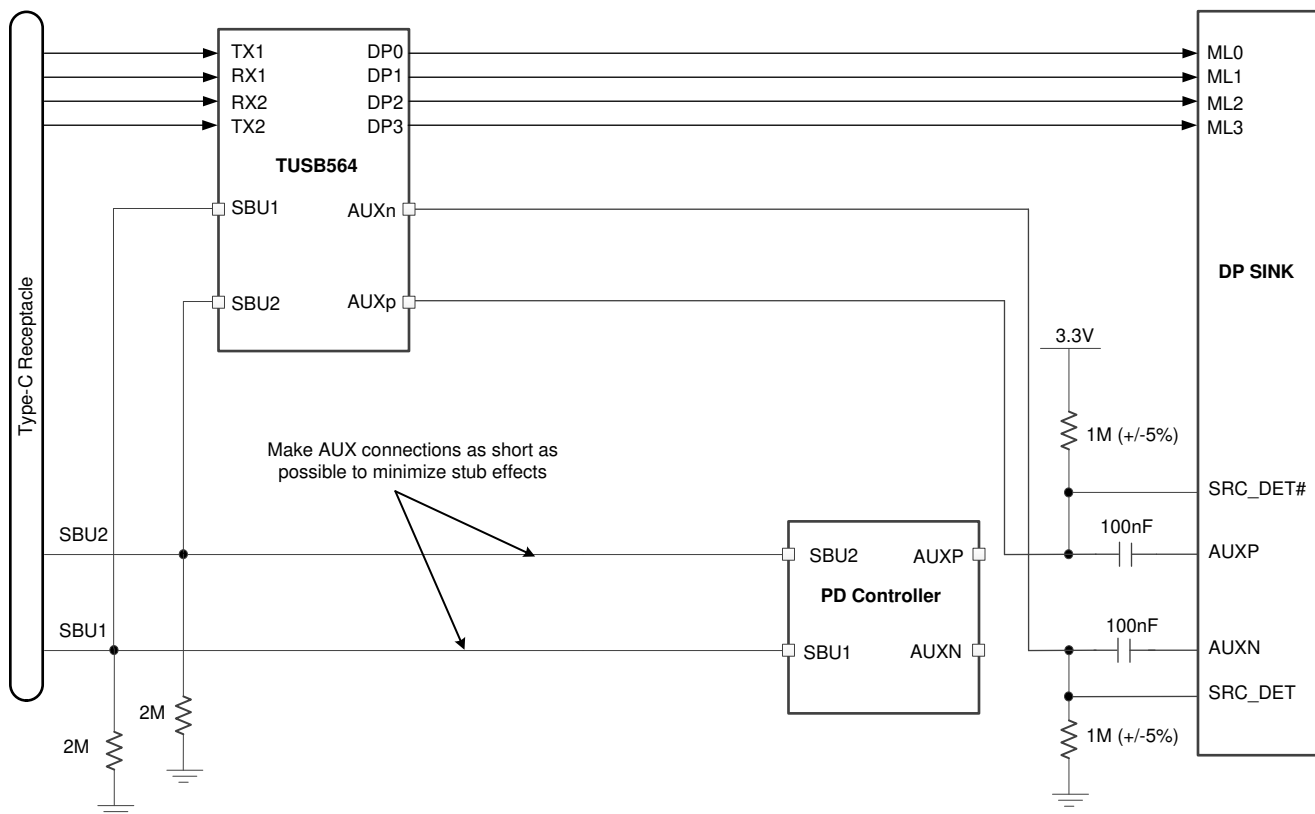 Type-C Receptacle
TX1
RX1
RX2
TX2
DP0
DP1
DP2
DP3
TUSB564
SBU1
AUXn
SBU2
AUXp
ML0
ML1
ML2
ML3
DP SINK
3.3V
1M (+/-5%)
Make AUX connections as short as
possible to minimize stub effects
SRC_DET#
100nF
AUXP
SBU2
SBU2
AUXP
PD Controller
SBU1
SBU1
AUXN
100nF
AUXN
SRC_DET
2M
2M
1M (+/-5%)